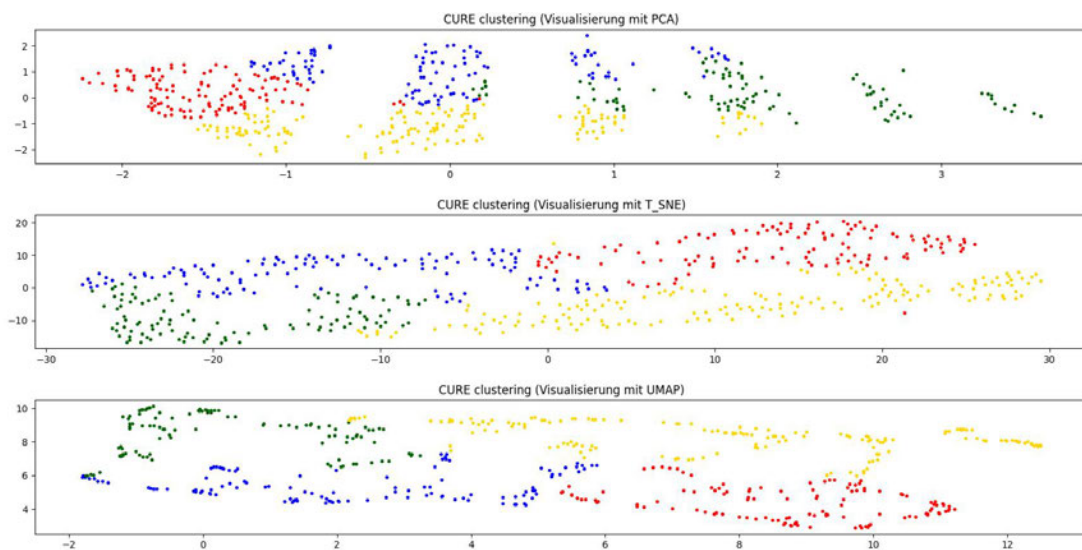 CURE clustering (Visualisierung mit PCA)
2
1
0
−1
−2
−2 −1 0 1 2 3
CURE clustering (Visualisierung mit T_SNE)
20
10
0
−10
−30 −20 −10 0 10 20 30
CURE clustering (Visualisierung mit UMAP)
10
8
6
4
−2 0 2 4 6 8 10 12